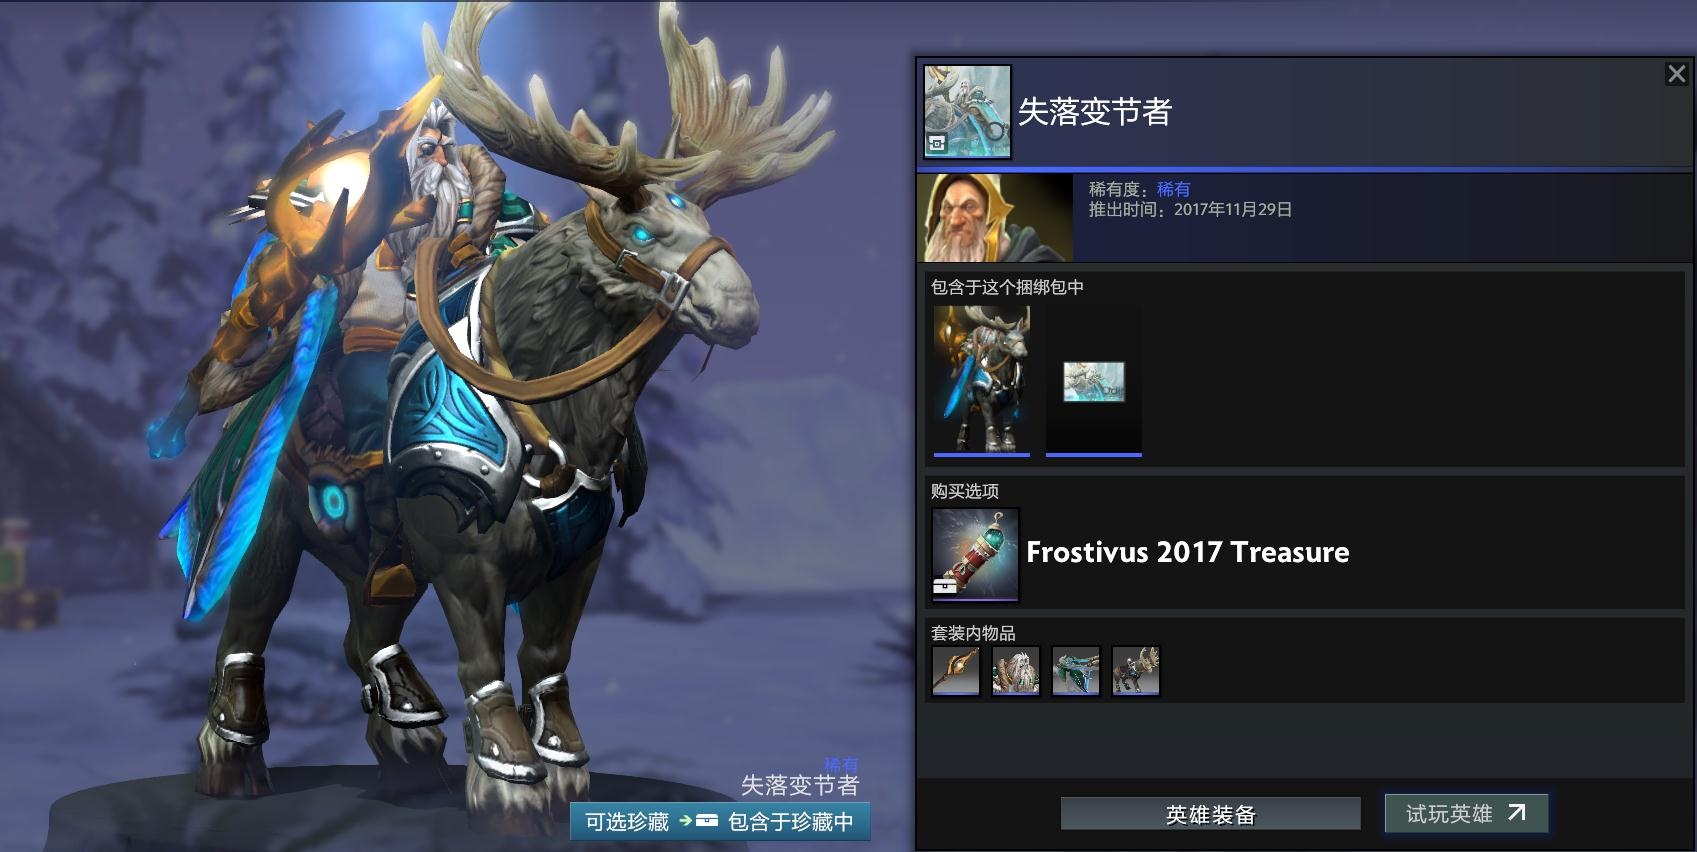 失落变节者
稀有度：稀有
推出时间：2017年11月29日
包含于这个捆绑包中
购买选项
Frostivus 2017 Treasure
套装内物品
稀有
失落变节者
可选珍藏 包含于珍藏中
英雄装备
试玩英雄